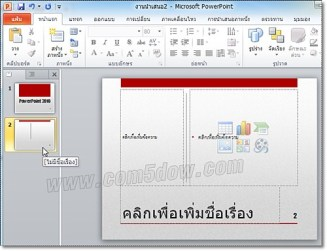 งานนำเสนอ2 - Microsoft PowerPoint
แฟ้ม หน้าแรก แทรก ออกแบบ การเปลี่ยน ภาพเคลื่อนไหว การนำเสนอภาพนิ่ง ตรวจทาน มุมมอง
วาง
สร้าง
ภาพนิ่ง
รูปร่าง จัดเรียง
คลิปบอร์ด ภาพนิ่ง แบบอักษร ย่อหน้า รูปวาด
1
PowerPoint 2010
2
[ไม่มีชื่อเรื่อง]
คลิกเพื่อเพิ่มข้อความ
• คลิกเพื่อเพิ่มข้อความ
คลิกเพื่อเพิ่มชื่อเรื่อง
2
www.com5dow.com